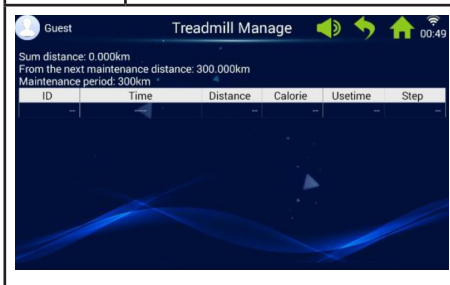 Guest Treadmill Manage 00:49
Sum distance: 0.000km
From the next maintenance distance: 300.000km
Maintenance period: 300km
ID Time Distance Calorie Usetime Step
-- ---- -- -- -- --